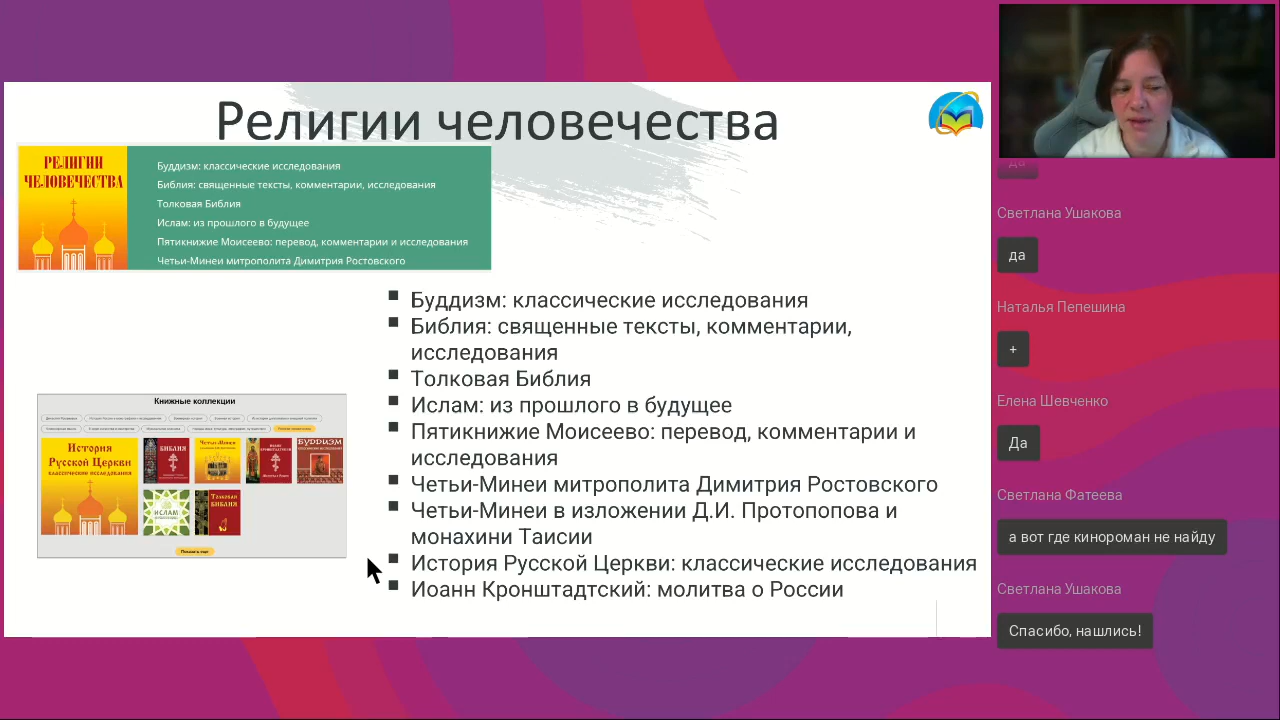 Религии человечества
РЕЛИГИИ
ЧЕЛОВЕЧЕСТВА
Буддизм: классические исследования
Библия: священные тексты, комментарии, исследования
Толковая Библия
Ислам: из прошлого в будущее
Пятикнижие Моисеево: перевод, комментарии и исследования
Четьи-Минеи митрополита Димитрия Ростовского
Буддизм: классические исследования
Библия: священные тексты, комментарии,
исследования
Толковая Библия
Ислам: из прошлого в будущее
Пятикнижие Моисеево: перевод, комментарии и
исследования
Четьи-Минеи митрополита Димитрия Ростовского
Четьи-Минеи в изложении Д.И. Протопопова и
монахини Таисии
История Русской Церкви: классические исследования
Иоанн Кронштадтский: молитва о России
Книжные коллекции
История
Русской Церкви
классические исследования
БИБЛИЯ
Четьи-Минеи
БУДДИЗМ
ИСЛАМ
Толковая
БИБЛИЯ
Показать еще
да
Светлана Ушакова
да
Наталья Пепешина
+
Елена Шевченко
Да
Светлана Фатеева
а вот где кинороман не найду
Светлана Ушакова
Спасибо, нашлись!